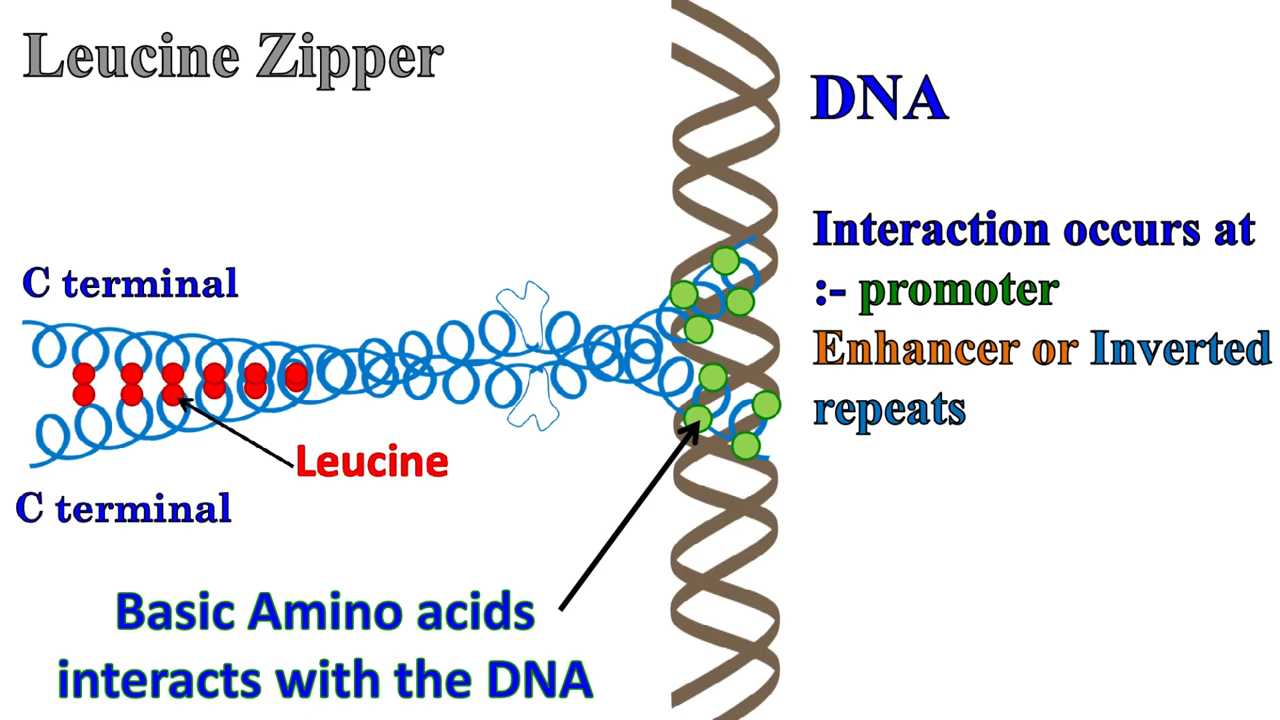 Leucine Zipper
DNA
Interaction occurs at
:- promoter
Enhancer or Inverted
repeats
C terminal
Leucine
C terminal
Basic Amino acids
interacts with the DNA